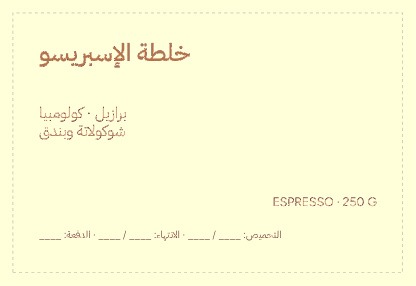 خلطة الإسبريسو
برازيل · كولومبيا
شوكولاتة وبندق
ESPRESSO · 250 G
التحميص: ____ / ____ · الانتهاء: ____ / ____ · الدفعة: ____